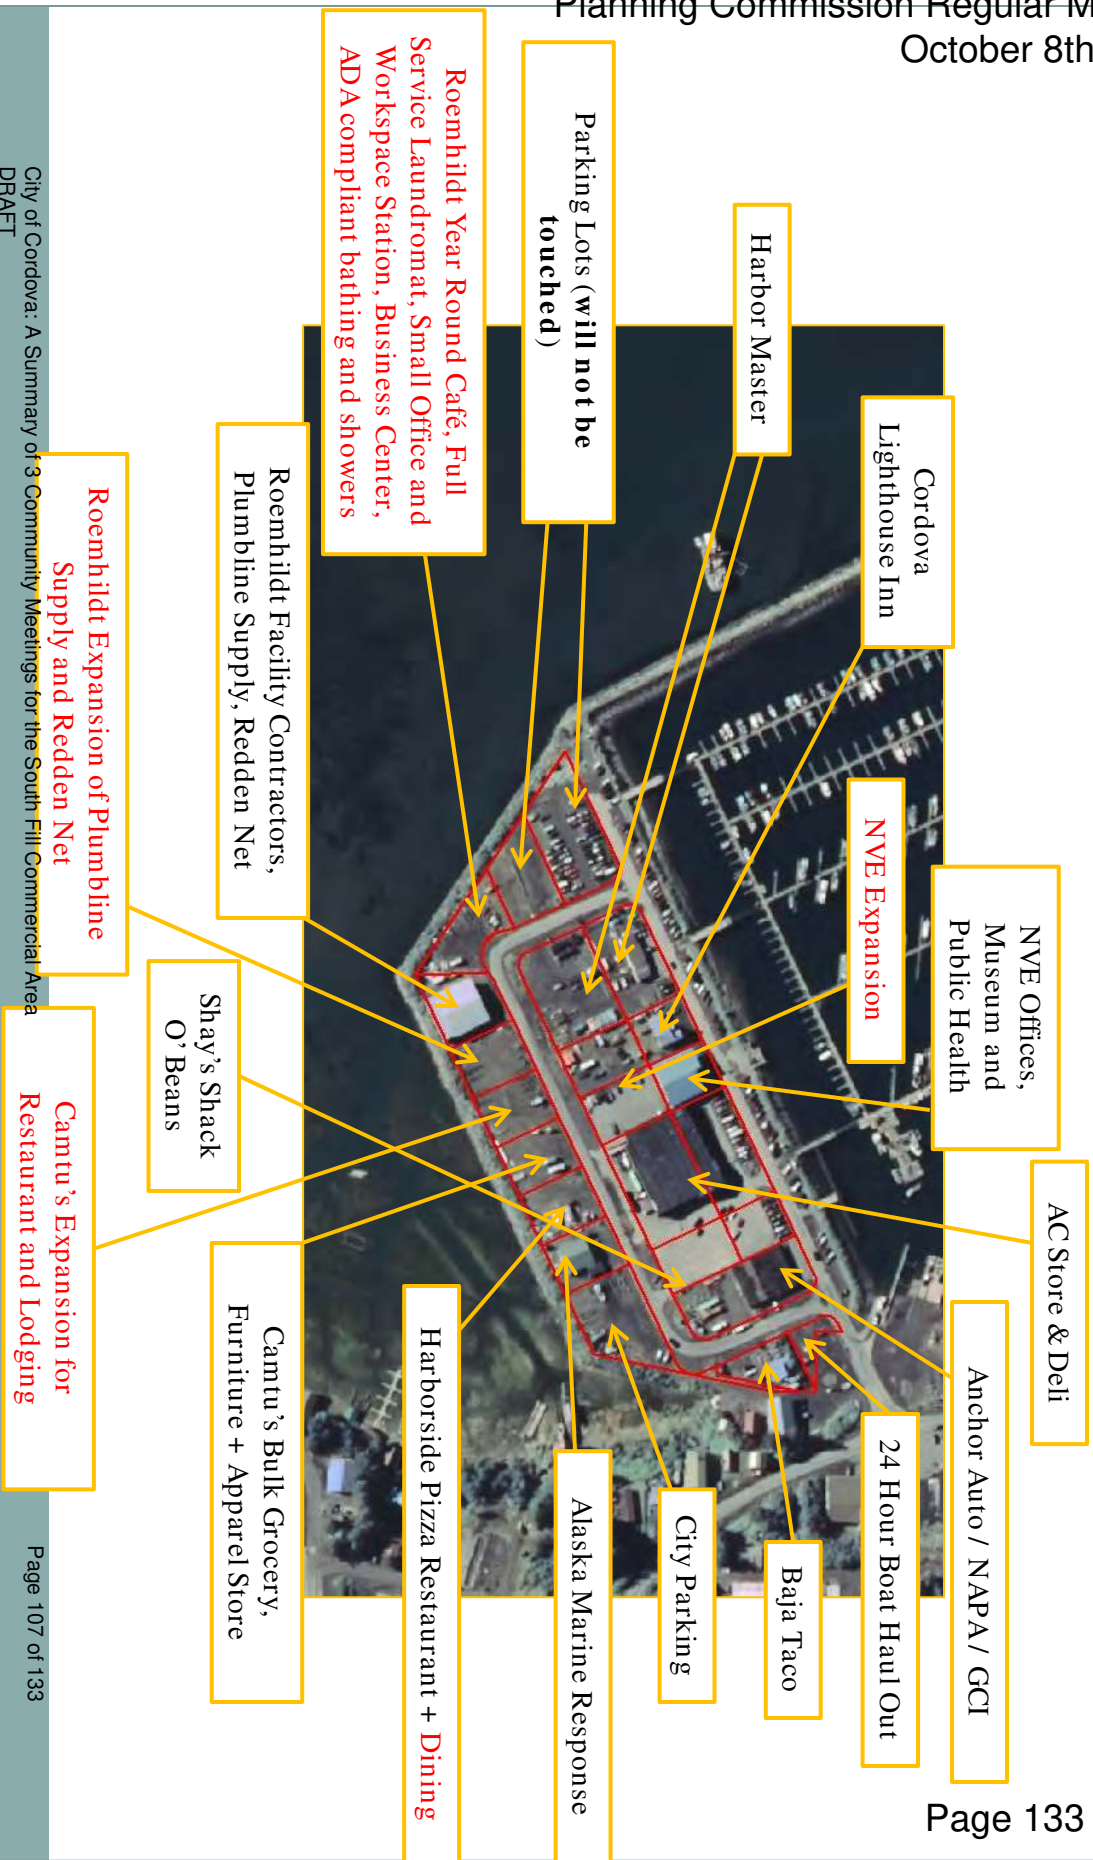 Planning Commission Regular M
October 8th
Cordova
Lighthouse Inn
NVE Offices,
Museum and
Public Health
AC Store & Deli
Anchor Auto / NAPA / GCI
24 Hour Boat Haul Out
Baja Taco
City Parking
Alaska Marine Response
Harborside Pizza Restaurant + Dining
Camtu's Bulk Grocery,
Furniture + Apparel Store
NVE Expansion
Harbor Master
Parking Lots (will not be
touched)
Roemhildt Year Round Café, Full
Service Laundromat, Small Office and
Workspace Station, Business Center,
ADA compliant bathing and showers
Roemhildt Facility Contractors,
Plumbline Supply, Redden Net
Roemhildt Expansion of Plumbline
Supply and Redden Net
Shay's Shack
O' Beans
Camtu's Expansion for
Restaurant and Lodging
City of Cordova: A Summary of 3 Community Meetings for the South Fill Commercial Area
DRAFT
Page 107 of 133
Page 133